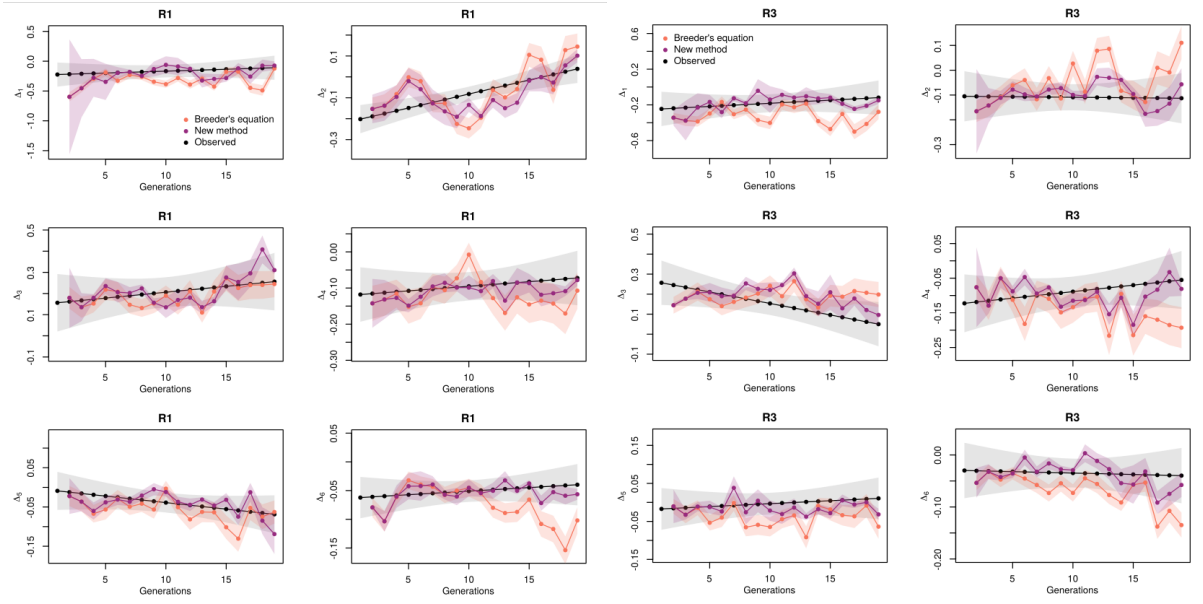 R1
Δ1
0.5
0.0
-0.5
-1.0
-1.5
Breeder's equation
New method
Observed
5
10
15
Generations
R1
Δ2
0.1
-0.1
-0.3
5
10
15
Generations
R3
Δ1
0.6
0.2
-0.2
-0.6
Breeder's equation
New method
Observed
5
10
15
Generations
R3
Δ2
0.1
-0.1
-0.3
5
10
15
Generations
R1
Δ3
0.5
0.3
0.1
-0.1
5
10
15
Generations
R1
Δ4
0.00
-0.10
-0.20
-0.30
5
10
15
Generations
R3
Δ3
0.5
0.3
0.1
-0.1
5
10
15
Generations
R3
Δ4
0.05
-0.05
-0.15
-0.25
5
10
15
Generations
R1
Δ5
0.05
-0.05
-0.15
5
10
15
Generations
R1
Δ6
0.05
-0.05
-0.15
5
10
15
Generations
R3
Δ5
0.15
0.05
-0.05
-0.15
5
10
15
Generations
R3
Δ6
0.00
-0.10
-0.20
5
10
15
Generations